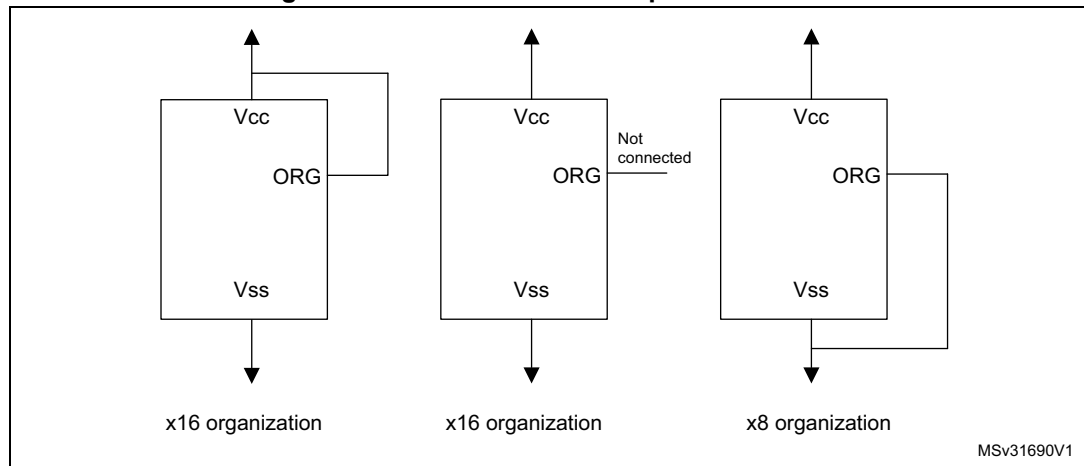 Vcc
ORG
Vss
x16 organization
Vcc
Not
connected
ORG
Vss
x16 organization
Vcc
ORG
Vss
x8 organization
MSv31690V1